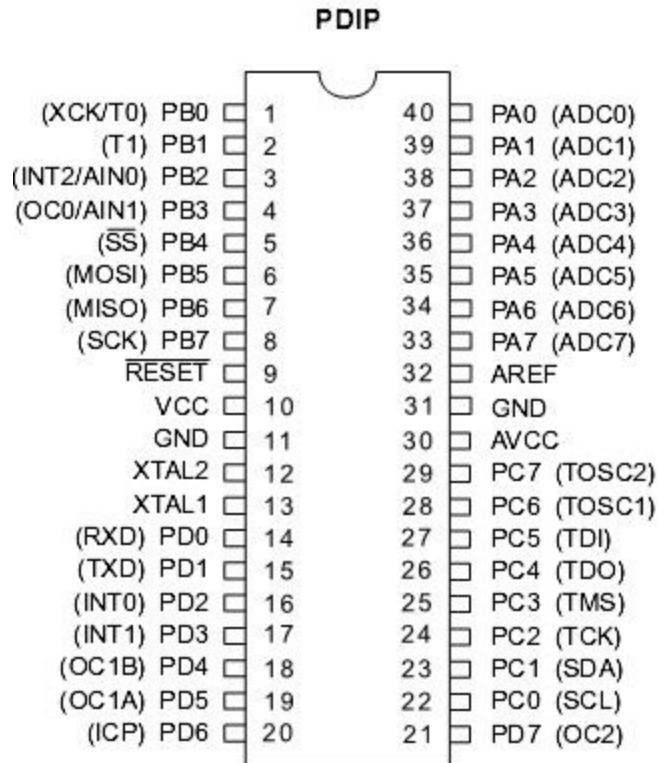 PDIP
(XCK/T0) PB0 1 40 PA0 (ADC0)
(T1) PB1 2 39 PA1 (ADC1)
(INT2/AIN0) PB2 3 38 PA2 (ADC2)
(OC0/AIN1) PB3 4 37 PA3 (ADC3)
(S̅S̅) PB4 5 36 PA4 (ADC4)
(MOSI) PB5 6 35 PA5 (ADC5)
(MISO) PB6 7 34 PA6 (ADC6)
(SCK) PB7 8 33 PA7 (ADC7)
R̅E̅S̅E̅T̅ 9 32 AREF
VCC 10 31 GND
GND 11 30 AVCC
XTAL2 12 29 PC7 (TOSC2)
XTAL1 13 28 PC6 (TOSC1)
(RXD) PD0 14 27 PC5 (TDI)
(TXD) PD1 15 26 PC4 (TDO)
(INT0) PD2 16 25 PC3 (TMS)
(INT1) PD3 17 24 PC2 (TCK)
(OC1B) PD4 18 23 PC1 (SDA)
(OC1A) PD5 19 22 PC0 (SCL)
(ICP) PD6 20 21 PD7 (OC2)